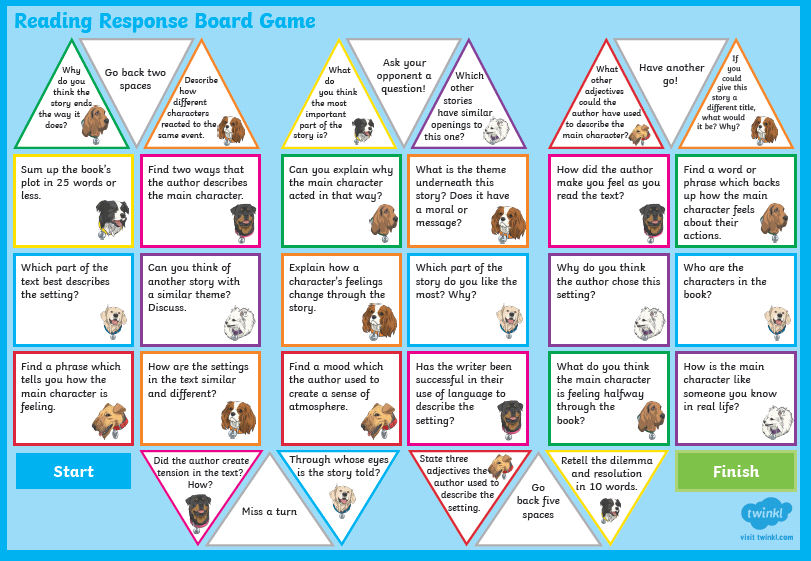 Reading Response Board Game
Why
do you
think the
story ends
the way it
does?
Go back two
spaces
Describe
how
different
characters
reacted to the
same event.
What
do
you think
the most
important
part of the
story is?
Ask your
opponent a
question!
Which
other
stories
have similar
openings to
this one?
What
other
adjectives
could the
author have used
to describe the
main character?
Have another
go!
If
you
could
give this
story a
different title,
what would
it be? Why?
Sum up the book's
plot in 25 words or
less.
Find two ways that
the author describes
the main character.
Can you explain why
the main character
acted in that way?
What is the theme
underneath this
story? Does it have
a moral or
message?
How did the author
make you feel as you
read the text?
Find a word or
phrase which backs
up how the main
character feels
about their
actions.
Which part of the
text best describes
the setting?
Can you think of
another story with
a similar theme?
Discuss.
Explain how a
character's feelings
change through the
story.
Which part of the
story do you like the
most? Why?
Why do you think
the author chose this
setting?
Who are the
characters in the
book?
Find a phrase which
tells you how the
main character is
feeling.
How are the settings
in the text similar
and different?
Find a mood which
the author used to
create a sense of
atmosphere.
Has the writer been
successful in their
use of language to
describe the
setting?
What do you think
the main character
is feeling halfway
through the
book?
How is the main
character like
someone you know
in real life?
Start
Did the author create
tension in the text?
How?
Miss a turn
Through whose eyes
is the story told?
State three
adjectives the
author used to
describe the
setting.
Go
back five
spaces
Retell the dilemma
and resolution
in 10 words.
Finish
twinkl
visit twinkl.com